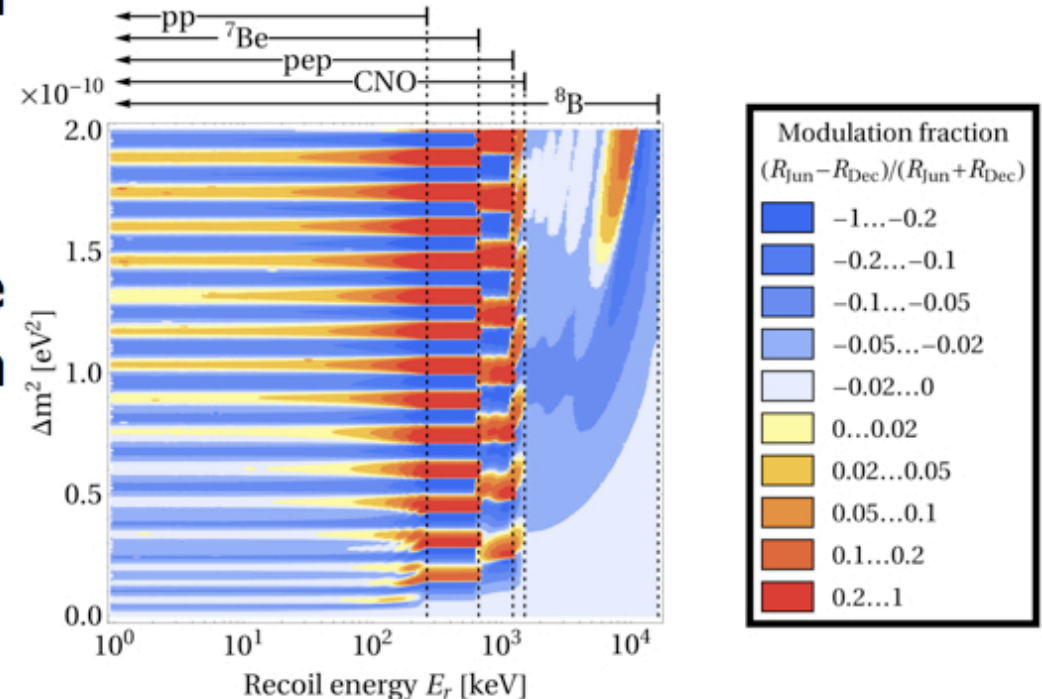 pp
⁷Be
pep
CNO
⁸B
×10⁻¹⁰
2.0
1.5
1.0
0.5
0.0
Δm² [eV²]
10⁰ 10¹ 10² 10³ 10⁴
Recoil energy Eᵣ [keV]
Modulation fraction
(R_Jun−R_Dec)/(R_Jun+R_Dec)
−1…−0.2
−0.2…−0.1
−0.1…−0.05
−0.05…−0.02
−0.02…0
0…0.02
0.02…0.05
0.05…0.1
0.1…0.2
0.2…1